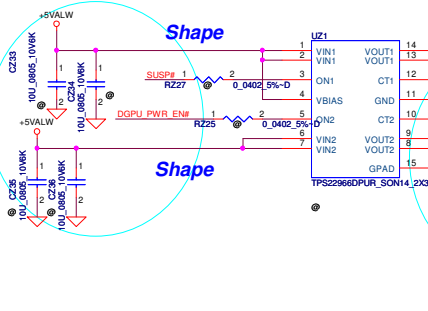 +5VALW
Shape
UZ1
CZ33
10U_0805_10V6K
1
2
@
CZ34
10U_0805_10V6K
1
2
@
SUSP#
1
2
RZ27
@
0_0402_5%~D
DGPU_PWR_EN#
1
2
RZ25
@
0_0402_5%~D
1
VIN1
VOUT1
14
2
VIN1
VOUT1
13
3
ON1
CT1
12
4
VBIAS
GND
11
5
ON2
CT2
10
6
VIN2
VOUT2
9
7
VIN2
VOUT2
8
GPAD
15
TPS22966DPUR_SON14_2X3
@
+5VALW
Shape
CZ35
10U_0805_10V6K
1
2
@
CZ36
10U_0805_10V6K
1
2
@